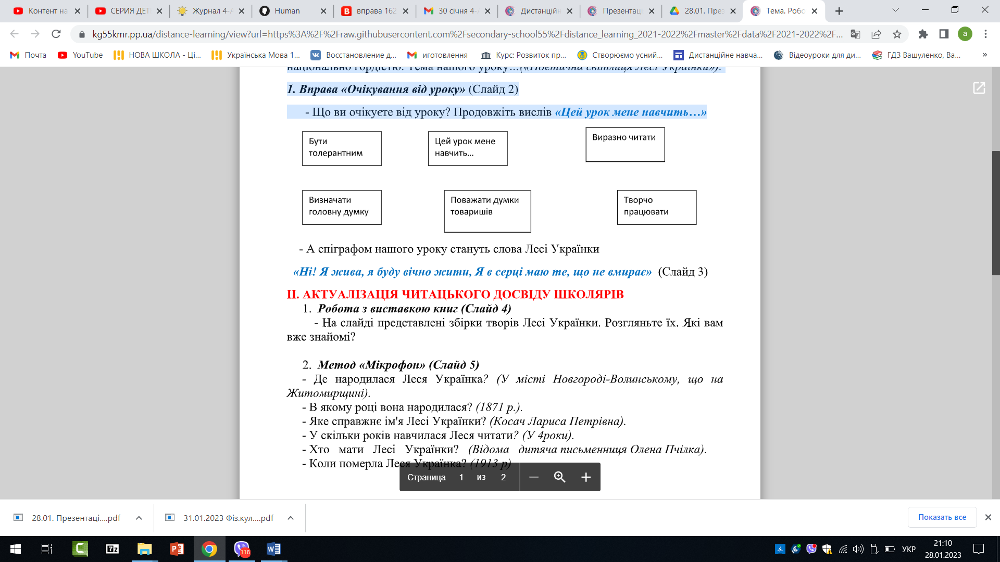 Контент на
СЕРИЯ ДЕТ
Журнал 4-А
Human
вправа 162
30 січня 4-А
Дистанційн
Презентаці
28.01. През
Тема. Робо
kg55kmr.pp.ua/distance-learning/view?url=https%3A%2F%2Fraw.githubusercontent.com%2Fsecondary-school55%2Fdistance_learning_2021-2022%2Fmaster%2Fdata%2F2021-2022%2F...
a
Почта
YouTube
НОВА ШКОЛА - Ці...
Українська Мова 1...
Восстановление д...
иготовлення
Курс: Розвиток пр...
Створюємо усний...
Дистанційне навча...
Відеоуроки для ди...
ГДЗ Вашуленко, Ва...
»
національно гордістю. Тема нашого уроку...(«Поетична світлиця Лесі Українки»).
1. Вправа «Очікування від уроку» (Слайд 2)
- Що ви очікуєте від уроку? Продовжіть вислів «Цей урок мене навчить…»
Бути
толерантним
Цей урок мене
навчить...
Виразно читати
Визначати
головну думку
Поважати думки
товаришів
Творчо
працювати
- А епіграфом нашого уроку стануть слова Лесі Українки
«Ні! Я жива, я буду вічно жити, Я в серці маю те, що не вмирає» (Слайд 3)
ІІ. АКТУАЛІЗАЦІЯ ЧИТАЦЬКОГО ДОСВІДУ ШКОЛЯРІВ
1. Робота з виставкою книг (Слайд 4)
- На слайді представлені збірки творів Лесі Українки. Розгляньте їх. Які вам
вже знайомі?
2. Метод «Мікрофон» (Слайд 5)
- Де народилася Леся Українка? (У місті Новгороді-Волинському, що на
Житомирщині).
- В якому році вона народилася? (1871 р.).
- Яке справжнє ім'я Лесі Українки? (Косач Лариса Петрівна).
- У скільки років навчилася Леся читати? (У 4роки).
- Хто мати Лесі Українки? (Відома дитяча письменниця Олена Пчілка).
- Коли померла Леся Українка? (1913 р)
Страница 1 из 2
28.01. Презентаці....pdf
31.01.2023 Фіз.кул....pdf
Показать все
118
УКР
21:10
28.01.2023